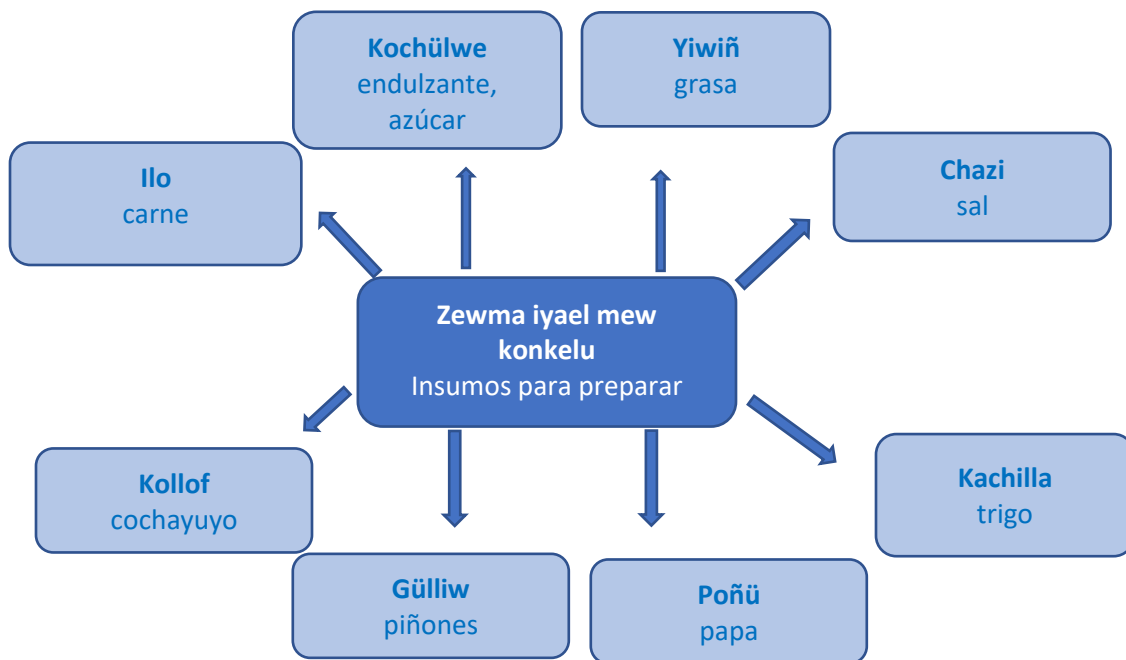 Kochülwe
endulzante,
azúcar
Yiwiñ
grasa
Ilo
carne
Chazi
sal
Zewma iyael mew
konkelu
Insumos para preparar
Kollof
cochayuyo
Kachilla
trigo
Gülliw
piñones
Poñü
papa